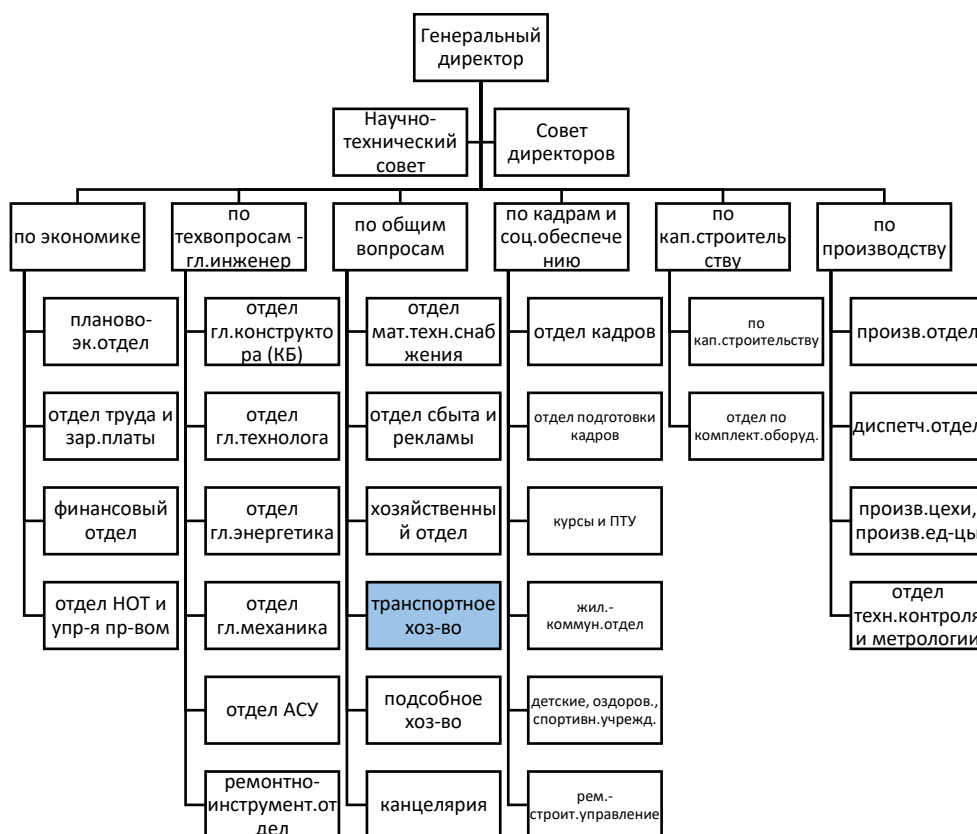 Генеральный
директор
Научно-
технический
совет
Совет
директоров
по экономике
по
техвопросам -
гл.инженер
по общим
вопросам
по кадрам и
соц.обеспече
нию
по
кап.строитель
ству
по
производству
планово-
эк.отдел
отдел труда и
зар.платы
финансовый
отдел
отдел НОТ и
упр-я пр-вом
отдел
гл.конструкто
ра (КБ)
отдел
гл.технолога
отдел
гл.энергетика
отдел
гл.механика
отдел АСУ
ремонтно-
инструмент.от
дел
отдел
мат.техн.снаб
жения
отдел сбыта и
рекламы
хозяйственны
й отдел
транспортное
хоз-во
подсобное
хоз-во
канцелярия
отдел кадров
отдел подготовки
кадров
курсы и ПТУ
жил.-
коммун.отдел
детские, оздоров.,
спортивн.учрежд.
рем.-
строит.управление
по
кап.строительству
отдел по
комплект.оборуд.
произв.отдел
диспетч.отдел
произв.цехи,
произв.ед-цы
отдел
техн.контроля
и метрологии